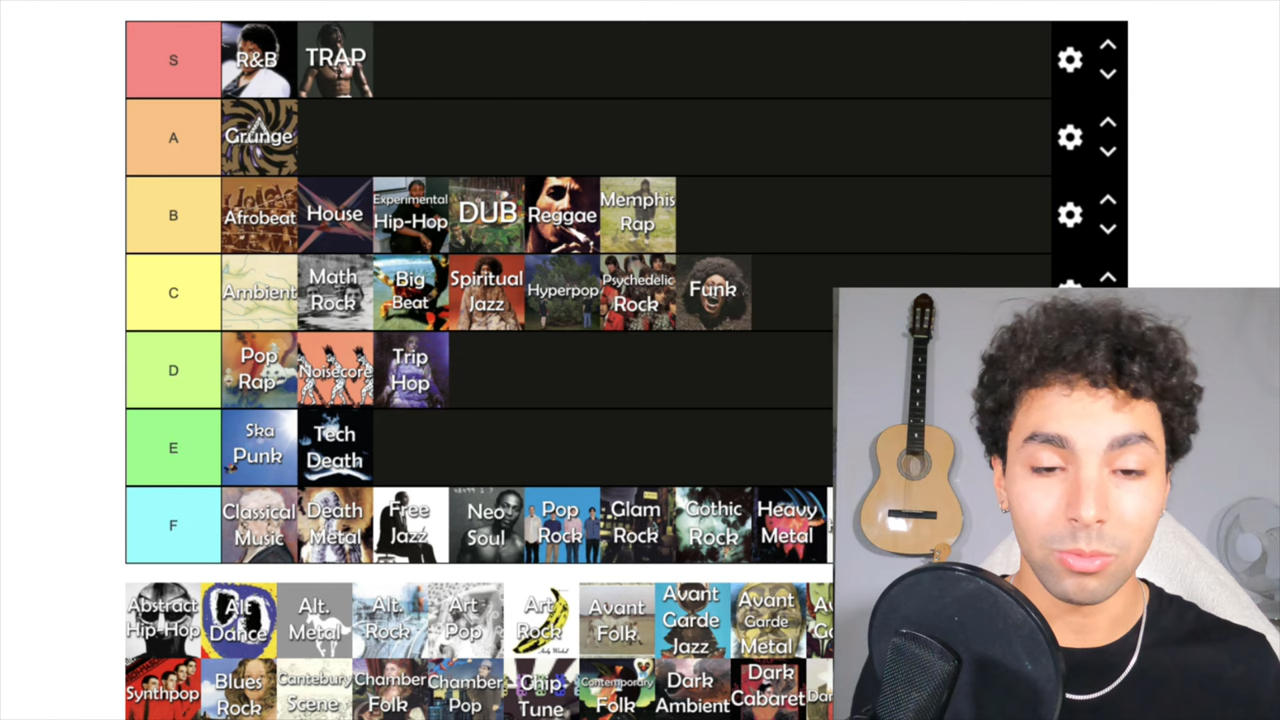 S
R&B
TRAP
A
Grunge
B
Afrobeat
House
Experimental
Hip-Hop
DUB
Reggae
Memphis
Rap
C
Ambient
Math
Rock
Big
Beat
Spiritual
Jazz
Hyperpop
Psychedelic
Rock
Funk
D
Pop
Rap
Noisecore
Trip
Hop
E
Ska
Punk
Tech
Death
F
Classical
Music
Death
Metal
Free
Jazz
Neo
Soul
Pop
Rock
Glam
Rock
Gothic
Rock
Heavy
Metal
Abstract
Hip-Hop
Alt
Dance
Alt.
Metal
Alt.
Rock
Art
Pop
Art
Rock
Avant
Folk
Avant
Garde
Jazz
Avant
Garde
Metal
Synthpop
Blues
Rock
Cantebury
Scene
Chamber
Folk
Chamber
Pop
Chip-
Tune
Contemporary
Folk
Dark
Ambient
Dark
Cabaret